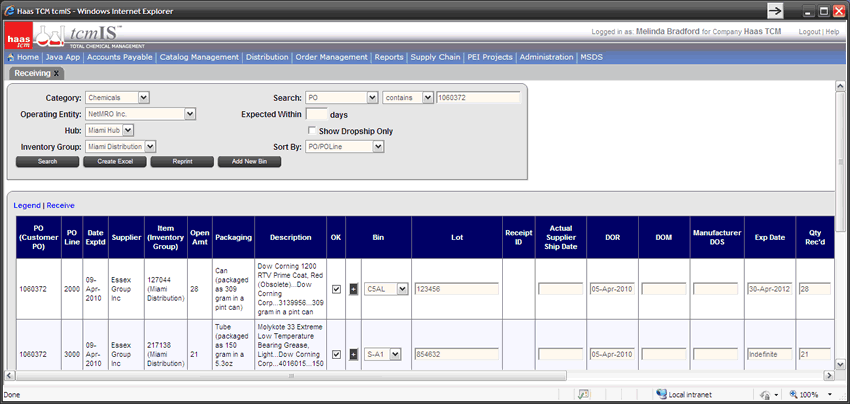 Haas TCM tcmIS - Windows Internet Explorer
haas tcm tcmIS™
TOTAL CHEMICAL MANAGEMENT
Logged in as: Melinda Bradford for Company Haas TCM Logout | Help
Home | Java App | Accounts Payable | Catalog Management | Distribution | Order Management | Reports | Supply Chain | PEI Projects | Administration | MSDS
Receiving X
Category: Chemicals Search: PO contains 1060372
Operating Entity: NetMRO Inc. Expected Within days
Hub: Miami Hub Show Dropship Only
Inventory Group: Miami Distribution Sort By: PO/POLine
Search Create Excel Reprint Add New Bin
Legend | Receive
PO (Customer PO) PO Line Date Exptd Supplier Item (Inventory Group) Open Amt Packaging Description OK Bin Lot Receipt ID Actual Supplier Ship Date DOR DOM Manufacturer DOS Exp Date Qty Rec'd
1060372 2000 09-Apr-2010 Essex Group Inc 127044 (Miami Distribution) 28 Can (packaged as 309 gram in a pint can) Dow Corning 1200 RTV Prime Coat, Red (Obsolete)...Dow Corning Corp...3139956...309 gram in a pint can + C5AL 123456 05-Apr-2010 30-Apr-2012 28
1060372 3000 09-Apr-2010 Essex Group Inc 217138 (Miami Distribution) 21 Tube (packaged as 150 gram in a 5.3oz Molykote 33 Extreme Low Temperature Bearing Grease, Light...Dow Corning Corp...4016015...150 + S-A1 854632 05-Apr-2010 Indefinite 21
Done Local intranet 100%